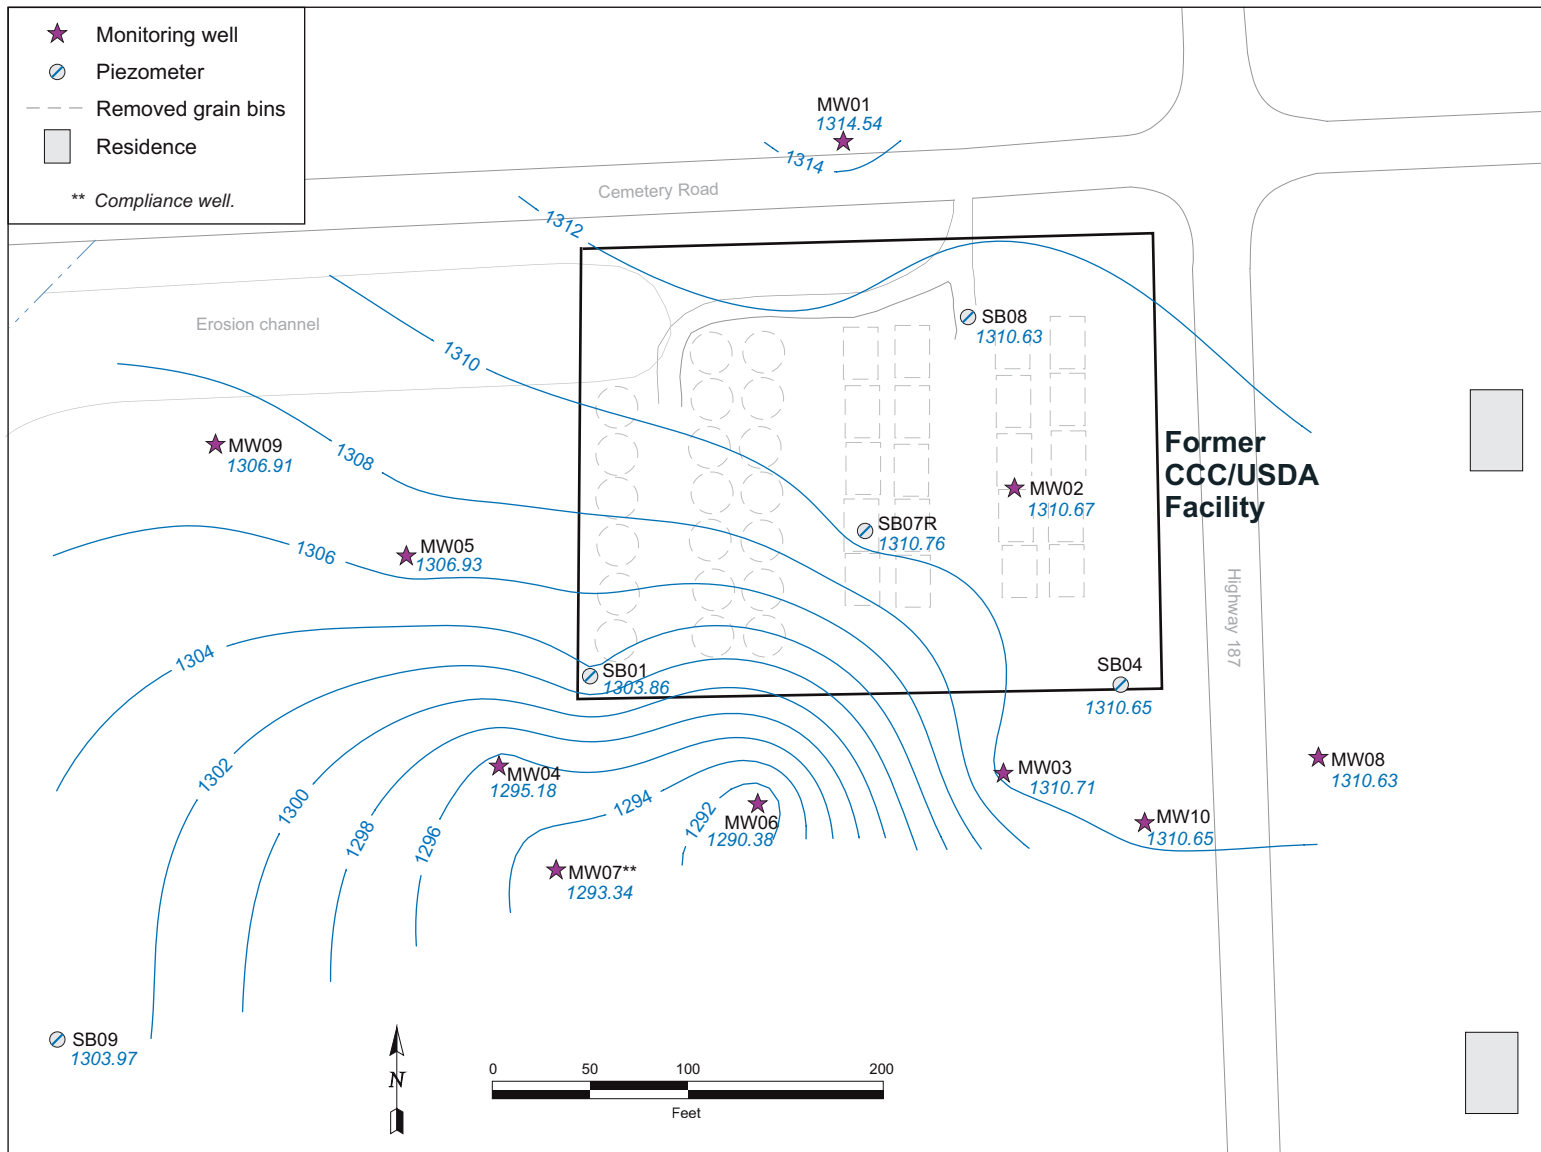 Monitoring well
Piezometer
Removed grain bins
Residence
** Compliance well.
MW01
1314.54
1314
Cemetery Road
1312
Erosion channel
SB08
1310.63
1310
Former
CCC/USDA
Facility
MW09
1306.91
1308
MW02
1310.67
SB07R
1310.76
1306
MW05
1306.93
Highway 187
1304
SB01
1303.86
SB04
1310.65
1302
MW04
1295.18
MW03
1310.71
MW08
1310.63
1300
1294
1292
MW06
1290.38
MW10
1310.65
1298
1296
MW07**
1293.34
SB09
1303.97
N
0 50 100 200
Feet